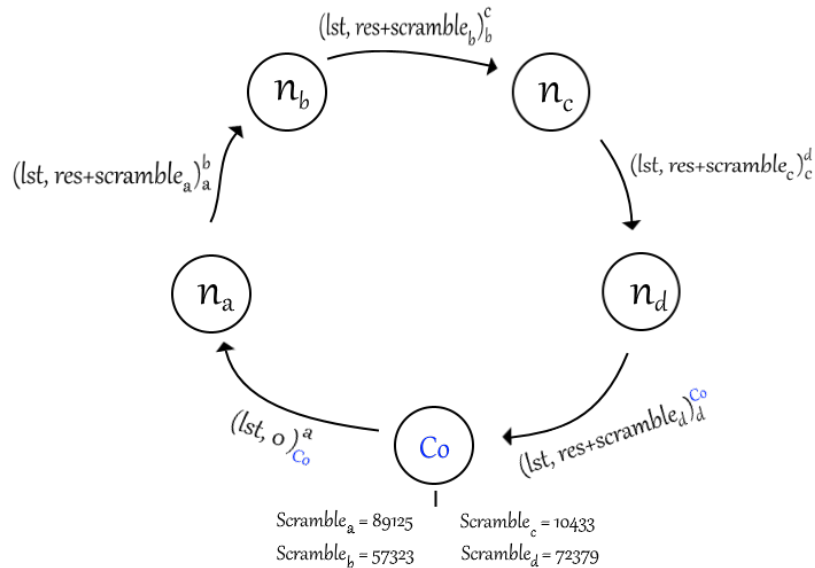 (lst, res+scramble_b)_b^c
n_b
n_c
(lst, res+scramble_a)_a^b
(lst, res+scramble_c)_c^d
n_a
n_d
(lst, 0)_Co^a
Co
(lst, res+scramble_d)_d^Co
Scramble_a = 89125 Scramble_c = 10433
Scramble_b = 57323 Scramble_d = 72379